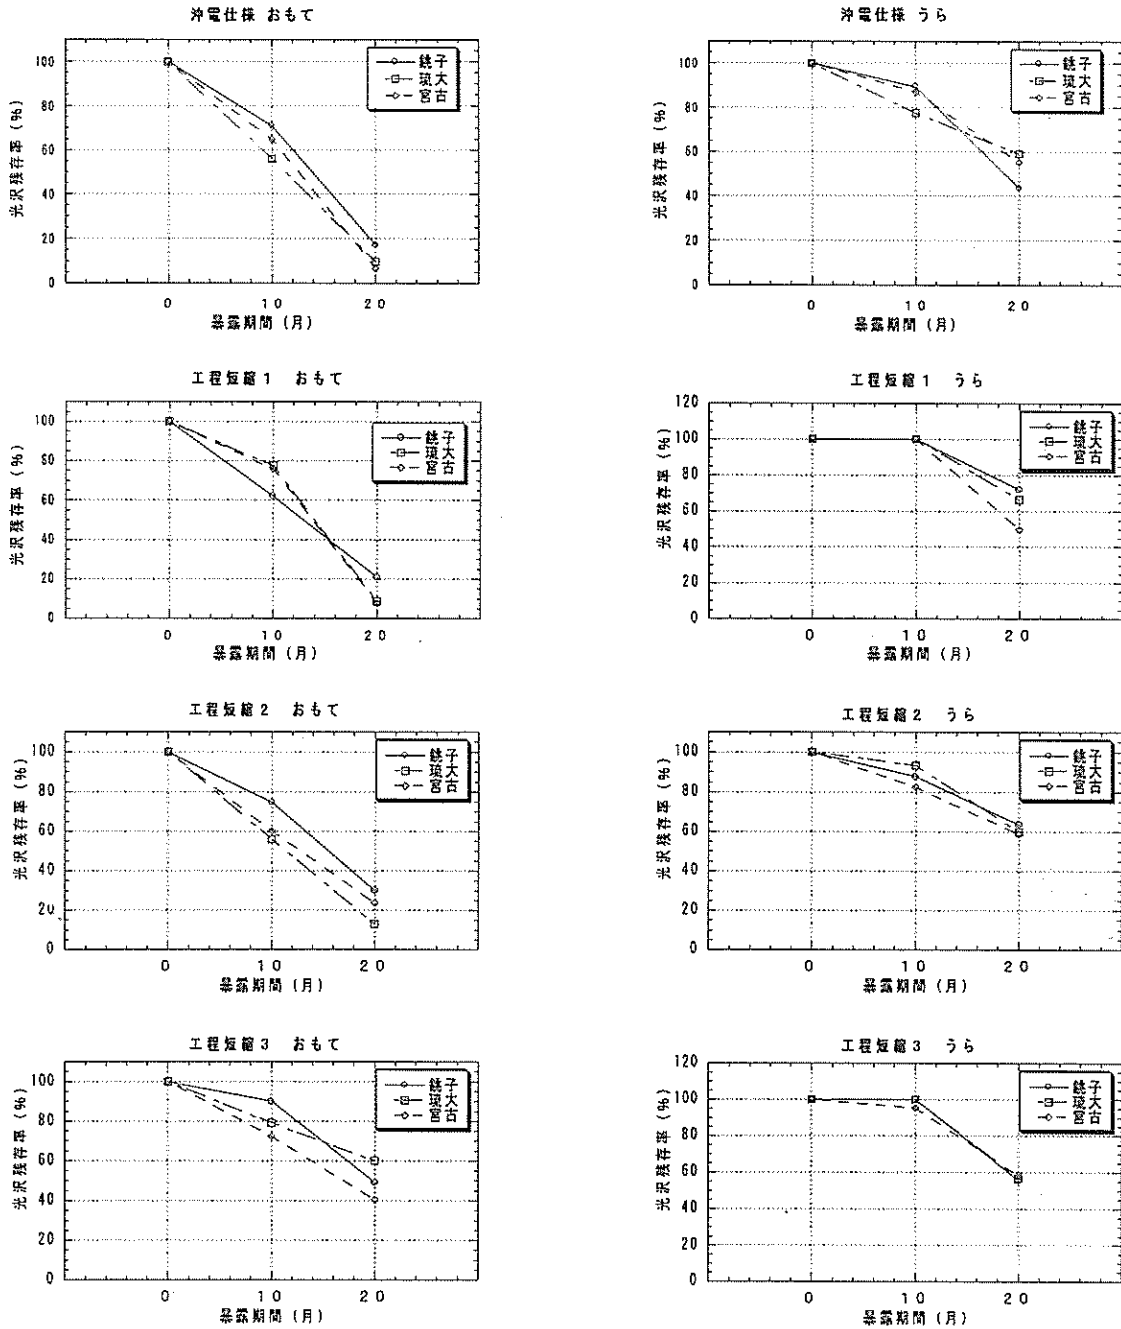 沖電仕様 おもて
光沢残存率 (%)
100
80
60
40
20
0
銚子
琉大
宮古
0 10 20
暴露期間 (月)
沖電仕様 うら
光沢残存率 (%)
100
80
60
40
20
0
銚子
琉大
宮古
0 10 20
暴露期間 (月)
工程短縮1 おもて
光沢残存率 (%)
100
80
60
40
20
0
銚子
琉大
宮古
0 10 20
暴露期間 (月)
工程短縮1 うら
光沢残存率 (%)
120
100
80
60
40
20
0
銚子
琉大
宮古
0 10 20
暴露期間 (月)
工程短縮2 おもて
光沢残存率 (%)
100
80
60
40
20
0
銚子
琉大
宮古
0 10 20
暴露期間 (月)
工程短縮2 うら
光沢残存率 (%)
100
80
60
40
20
0
銚子
琉大
宮古
0 10 20
暴露期間 (月)
工程短縮3 おもて
光沢残存率 (%)
100
80
60
40
20
0
銚子
琉大
宮古
0 10 20
暴露期間 (月)
工程短縮3 うら
光沢残存率 (%)
120
100
80
60
40
20
0
銚子
琉大
宮古
0 10 20
暴露期間 (月)